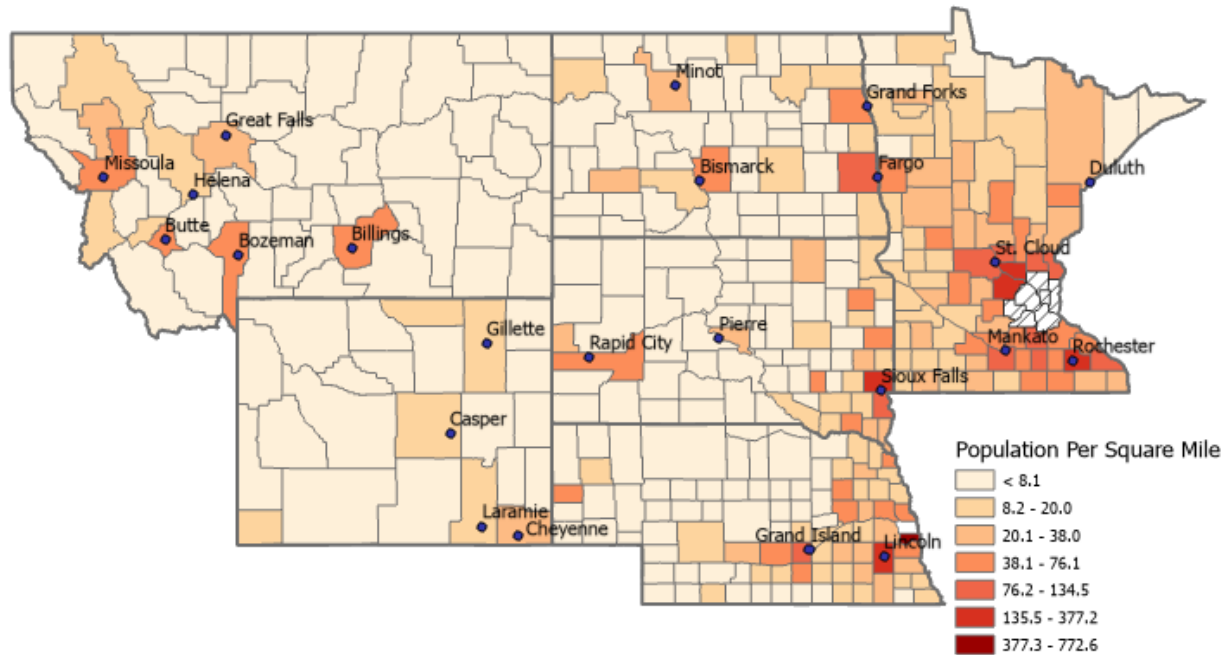 Minot
Grand Forks
Great Falls
Missoula
Bismarck
Fargo
Duluth
Helena
Butte
Bozeman
Billings
St. Cloud
Gillette
Rapid City
Pierre
Mankato
Rochester
Sioux Falls
Casper
Laramie
Cheyenne
Grand Island
Lincoln
Population Per Square Mile
< 8.1
8.2 - 20.0
20.1 - 38.0
38.1 - 76.1
76.2 - 134.5
135.5 - 377.2
377.3 - 772.6